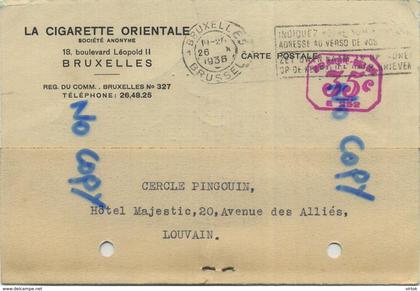 LA CIGARETTE ORIENTALE
SOCIÉTÉ ANONYME
18, boulevard Léopold II
BRUXELLES
REG. DU COMM. . BRUXELLES No 327
TÉLÉPHONE: 26.48.25
BRUXELLES
26
1938
BRUSSEL
CARTE POSTALE
INDIQUEZ VOTRE
ADRESSE AU VERSO DE VOS
35c
No Copy
No Copy
CERCLE PINGOUIN,
Hôtel Majestic,20,Avenue des Alliés,
LOUVAIN.